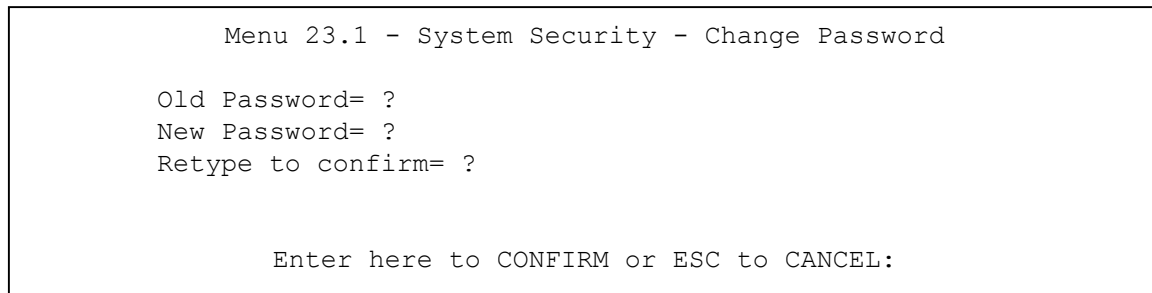 Menu 23.1 - System Security - Change Password
Old Password= ?
New Password= ?
Retype to confirm= ?
Enter here to CONFIRM or ESC to CANCEL: